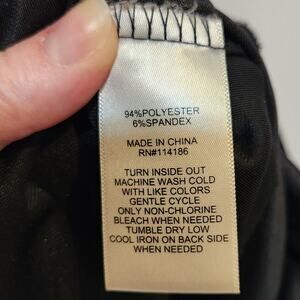 94%POLYESTER
6%SPANDEX
MADE IN CHINA
RN#114186
TURN INSIDE OUT
MACHINE WASH COLD
WITH LIKE COLORS
GENTLE CYCLE
ONLY NON-CHLORINE
BLEACH WHEN NEEDED
TUMBLE DRY LOW
COOL IRON ON BACK SIDE
WHEN NEEDED